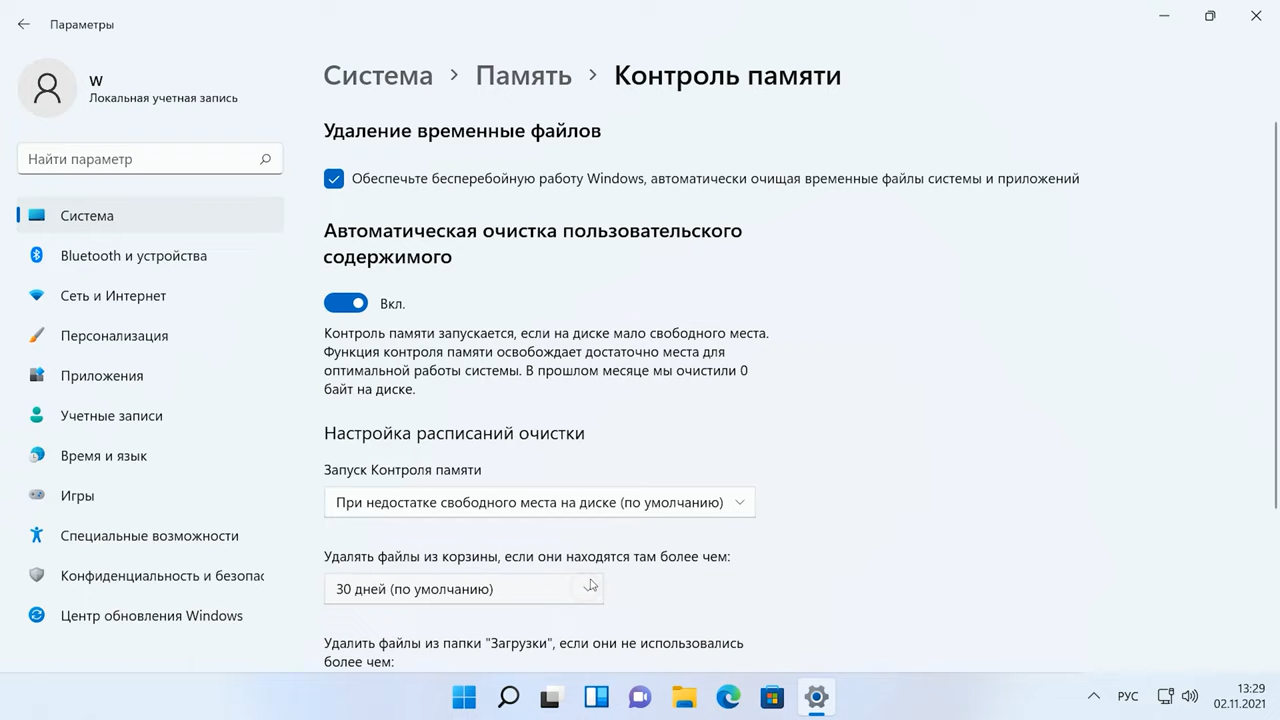 Параметры
W
Локальная учетная запись
Найти параметр
Система
Bluetooth и устройства
Сеть и Интернет
Персонализация
Приложения
Учетные записи
Время и язык
Игры
Специальные возможности
Конфиденциальность и безопас
Центр обновления Windows
Система > Память > Контроль памяти
Удаление временные файлов
Обеспечьте бесперебойную работу Windows, автоматически очищая временные файлы системы и приложений
Автоматическая очистка пользовательского
содержимого
Вкл.
Контроль памяти запускается, если на диске мало свободного места.
Функция контроля памяти освобождает достаточно места для
оптимальной работы системы. В прошлом месяце мы очистили 0
байт на диске.
Настройка расписаний очистки
Запуск Контроля памяти
При недостатке свободного места на диске (по умолчанию)
Удалять файлы из корзины, если они находятся там более чем:
30 дней (по умолчанию)
Удалить файлы из папки "Загрузки", если они не использовались
более чем:
РУС
13:29
02.11.2021